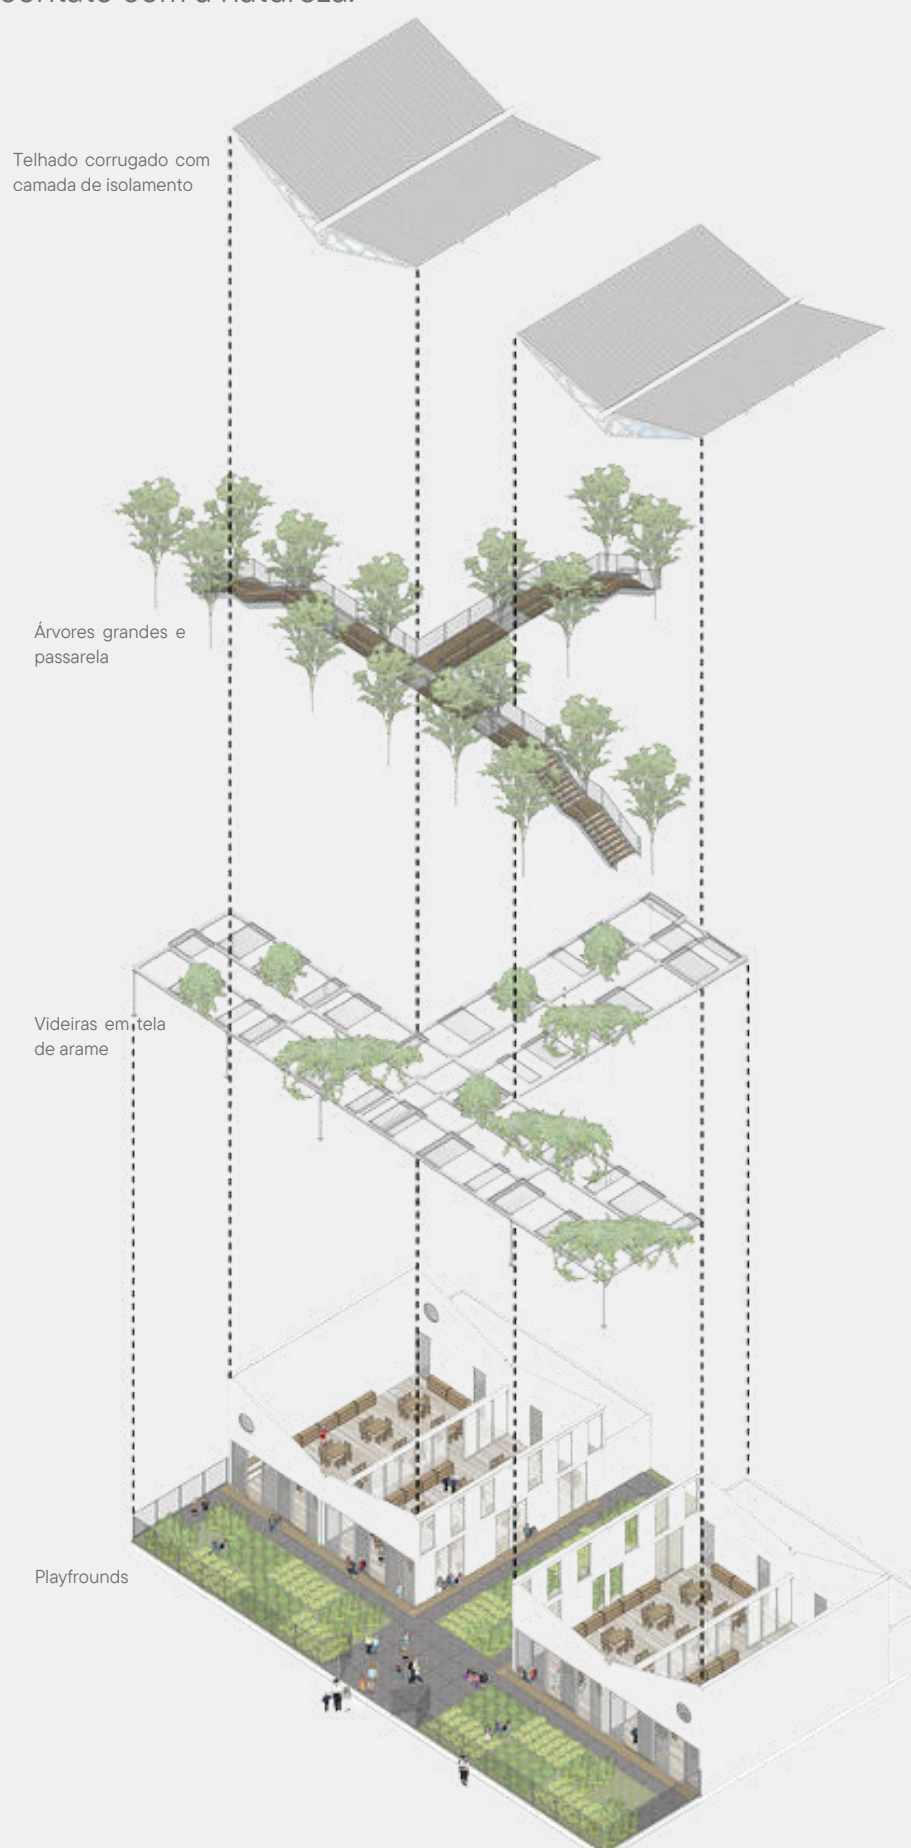 contato com a natureza.
Telhado corrugado com
camada de isolamento
Árvores grandes e
passarela
Videiras em tela
de arame
Playfrounds